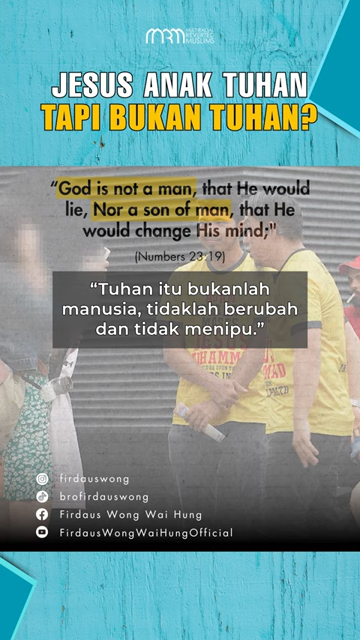 MRM
MULTIRACIAL
REVERTED
MUSLIMS
JESUS ANAK TUHAN
TAPI BUKAN TUHAN?
"God is not a man, that He would
lie, Nor a son of man, that He
would change His mind;"
(Numbers 23:19)
"Tuhan itu bukanlah
manusia, tidaklah berubah
dan tidak menipu."
firdauswong
brofirdauswong
Firdaus Wong Wai Hung
FirdausWongWaiHungOfficial